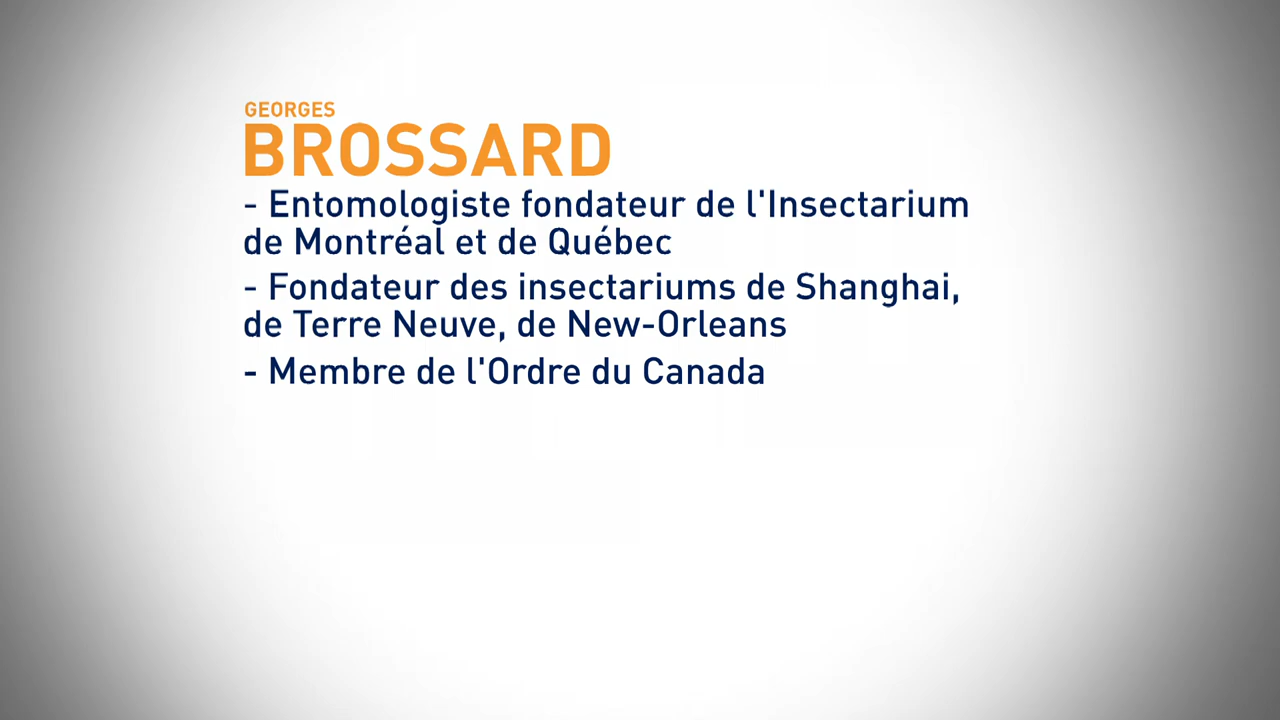 GEORGES
BROSSARD
- Entomologiste fondateur de l'Insectarium
de Montréal et de Québec
- Fondateur des insectariums de Shanghai,
de Terre Neuve, de New-Orleans
- Membre de l'Ordre du Canada